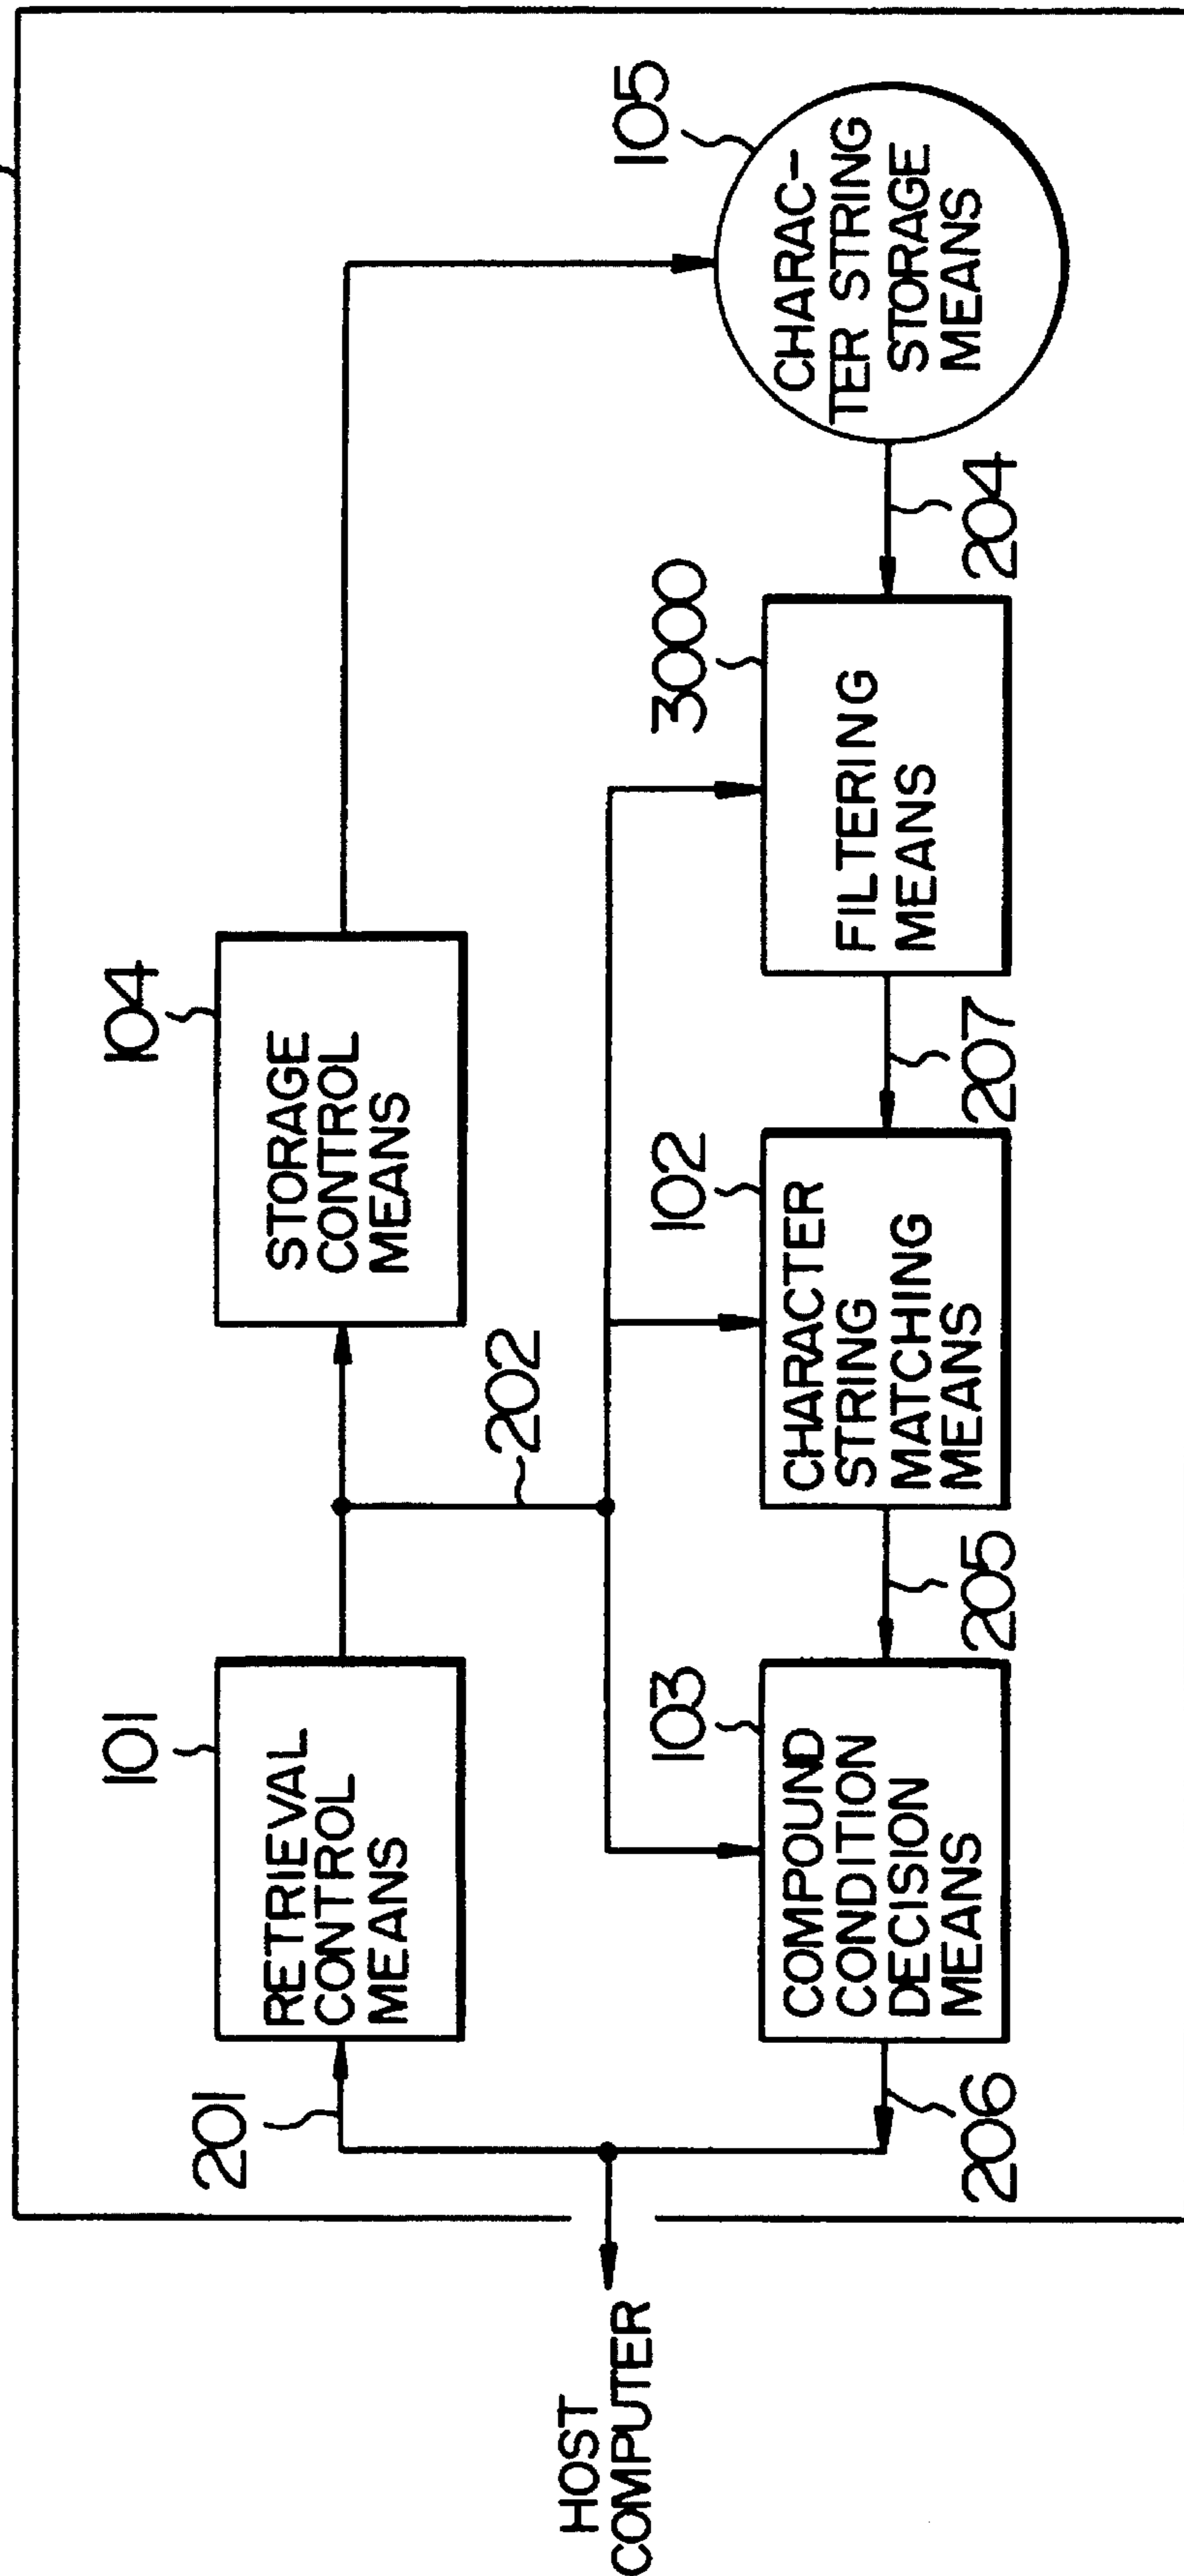 101
RETRIEVAL
CONTROL
MEANS
104
STORAGE
CONTROL
MEANS
201
202
105
CHARAC-
TER STRING
STORAGE
MEANS
HOST
COMPUTER
103
COMPOUND
CONDITION
DECISION
MEANS
102
CHARACTER
STRING
MATCHING
MEANS
3000
FILTERING
MEANS
206
205
207
204